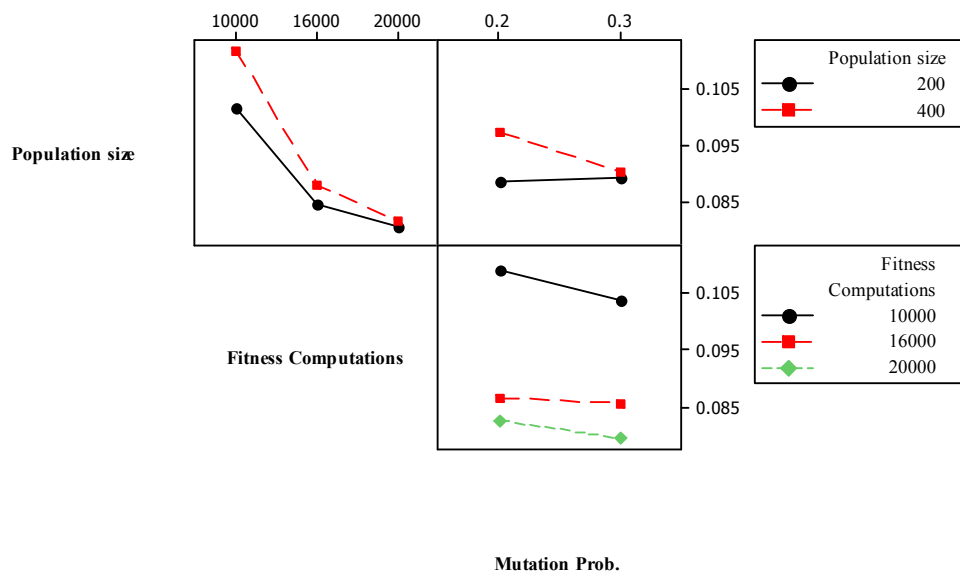 10000 16000 20000 0.2 0.3
Population size
200
400
0.105
0.095
0.085
Population size
Fitness
Computations
10000
16000
20000
0.105
0.095
0.085
Fitness Computations
Mutation Prob.